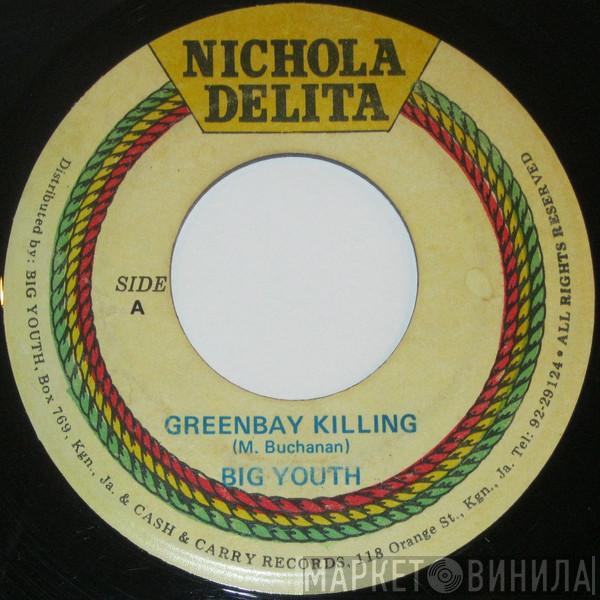 NICHOLA
DELITA
SIDE
A
GREENBAY KILLING
(M. Buchanan)
BIG YOUTH
Distributed by: BIG YOUTH, Box 769, Kgn., Ja. & CASH & CARRY RECORDS, 118 Orange St., Kgn., Ja. Tel: 92-29124 • ALL RIGHTS RESERVED
МАРКЕТ ВИНИЛА